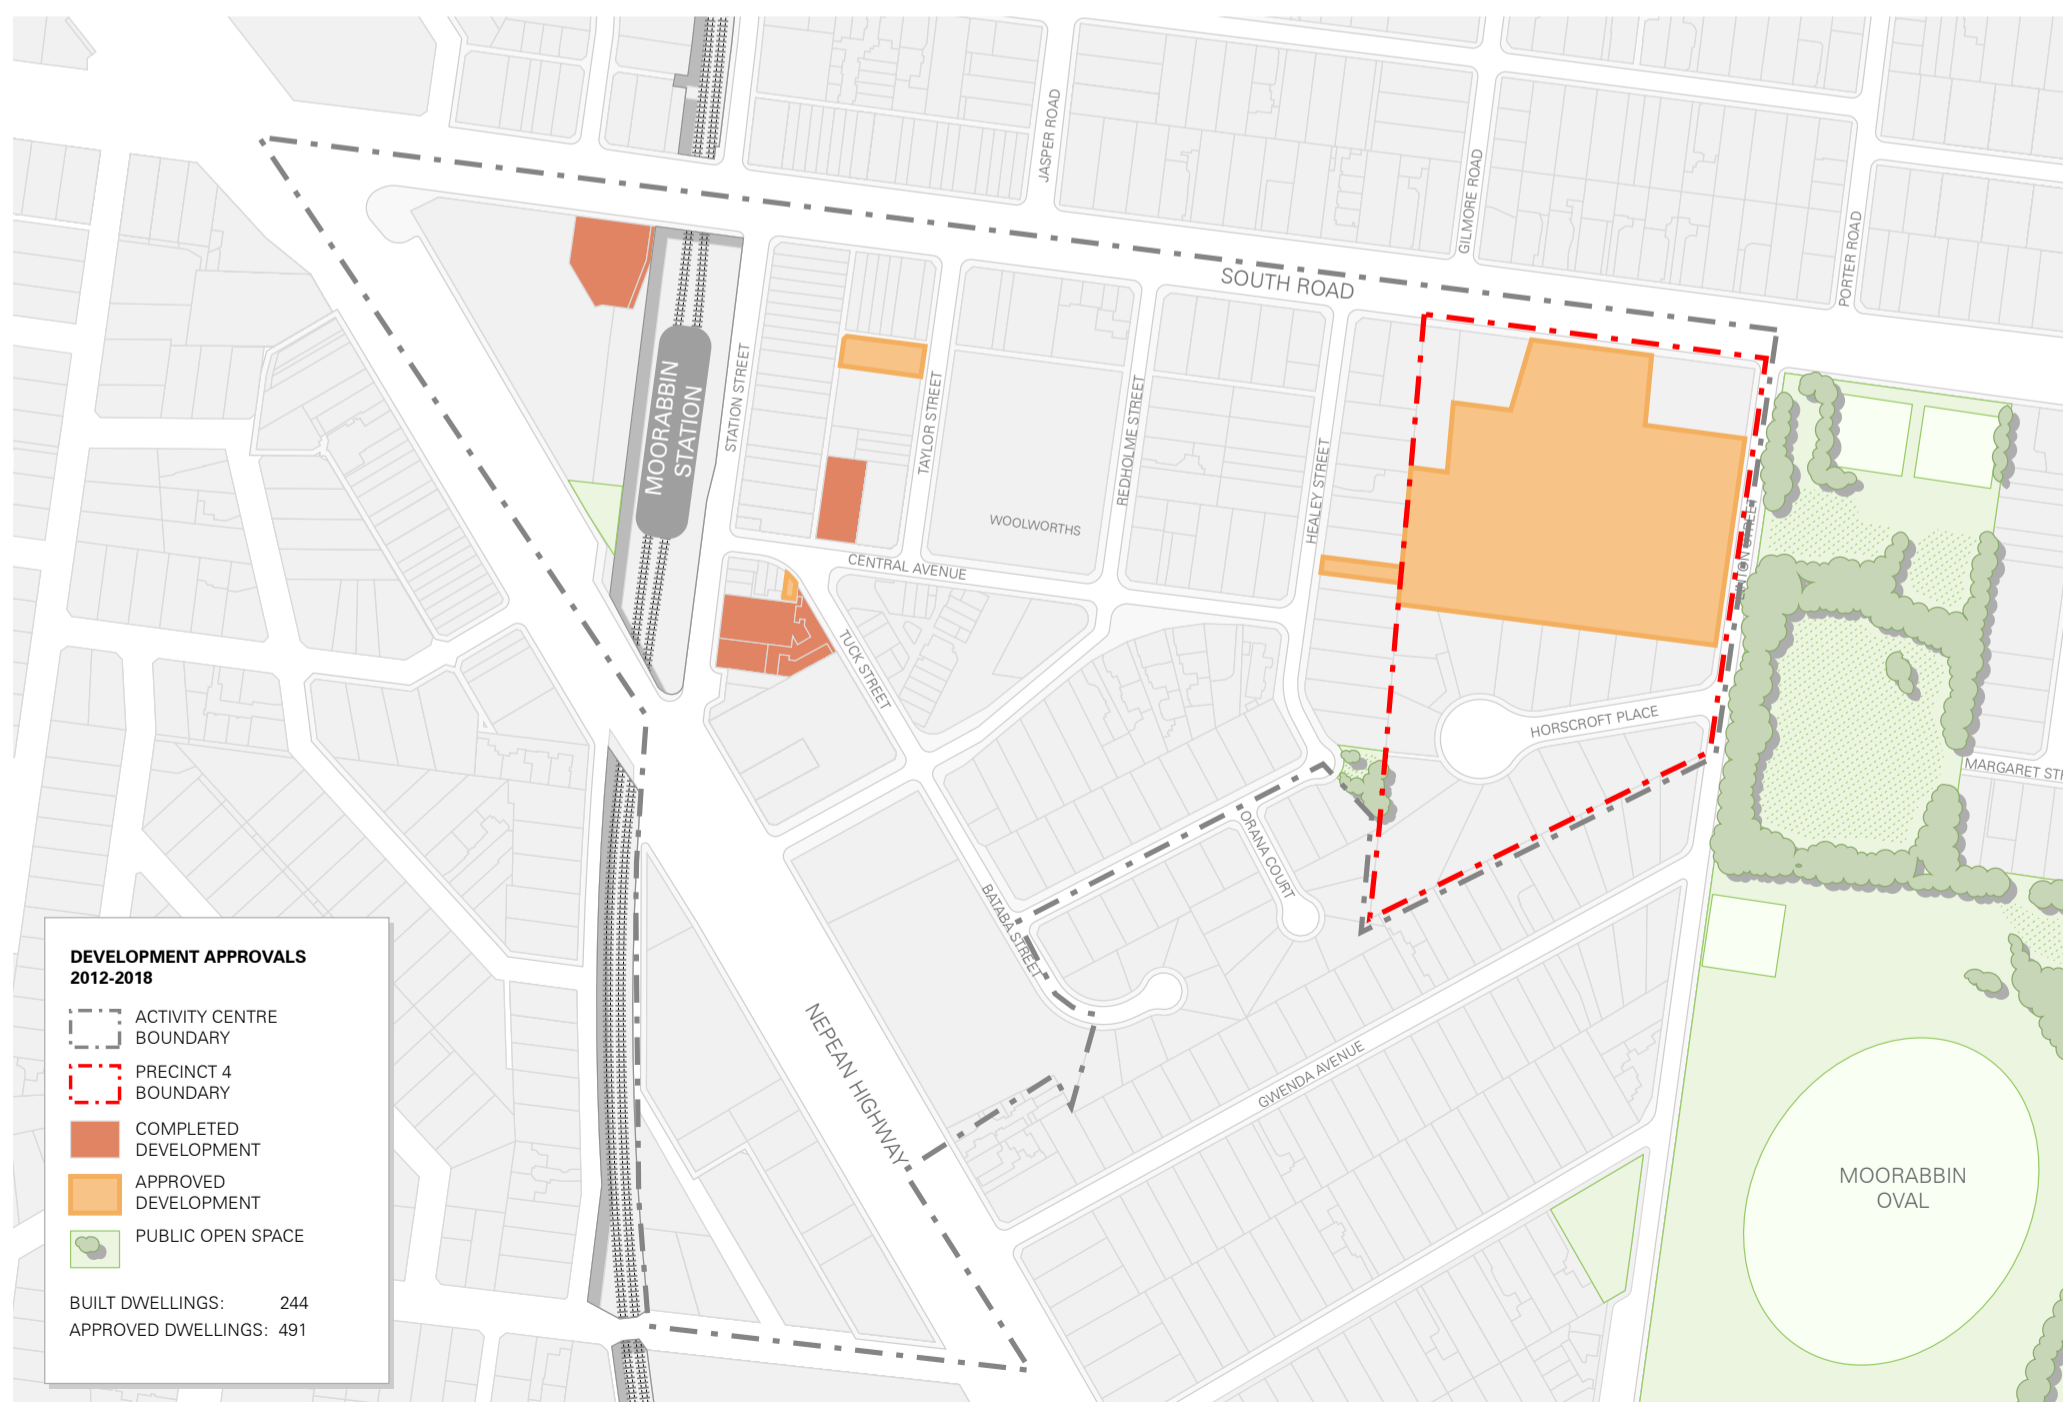 JASPER ROAD
GILMORE ROAD
PORTER ROAD
SOUTH ROAD
MOORABBIN
STATION
STATION STREET
TAYLOR STREET
REDHOLME STREET
HEALEY STREET
WOOLWORTHS
CENTRAL AVENUE
TUCK STREET
HORSCROFT PLACE
MARGARET
ORANA COURT
BATABA STREET
NEPEAN HIGHWAY
GWENDA AVENUE
MOORABBIN
OVAL
DEVELOPMENT APPROVALS
2012-2018
ACTIVITY CENTRE
BOUNDARY
PRECINCT 4
BOUNDARY
COMPLETED
DEVELOPMENT
APPROVED
DEVELOPMENT
PUBLIC OPEN SPACE
BUILT DWELLINGS: 244
APPROVED DWELLINGS: 491